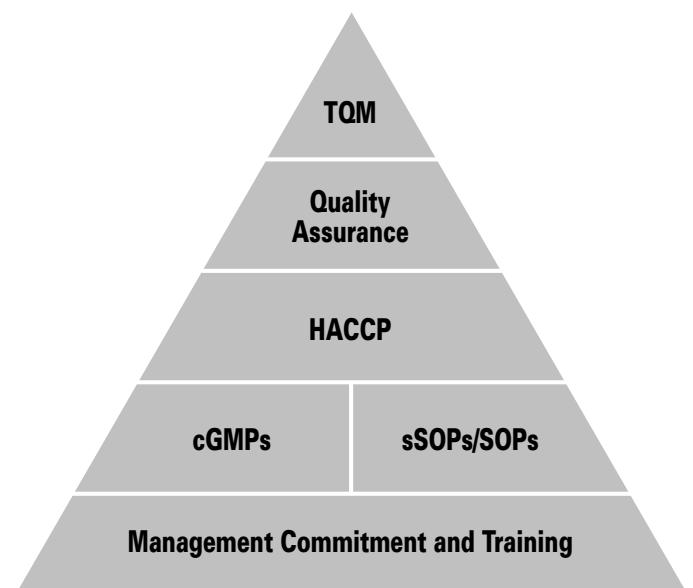 TQM
Quality
Assurance
HACCP
cGMPs
sSOPs/SOPs
Management Commitment and Training